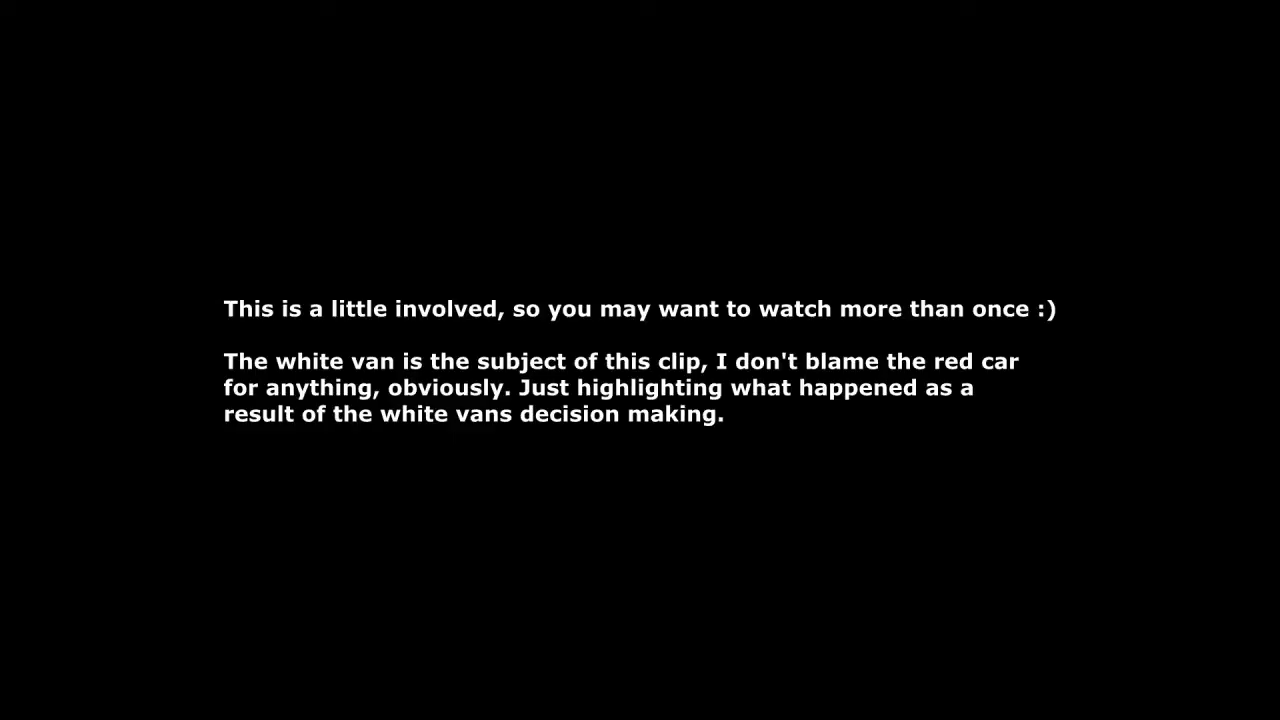 This is a little involved, so you may want to watch more than once :)
The white van is the subject of this clip, I don't blame the red car
for anything, obviously. Just highlighting what happened as a
result of the white vans decision making.